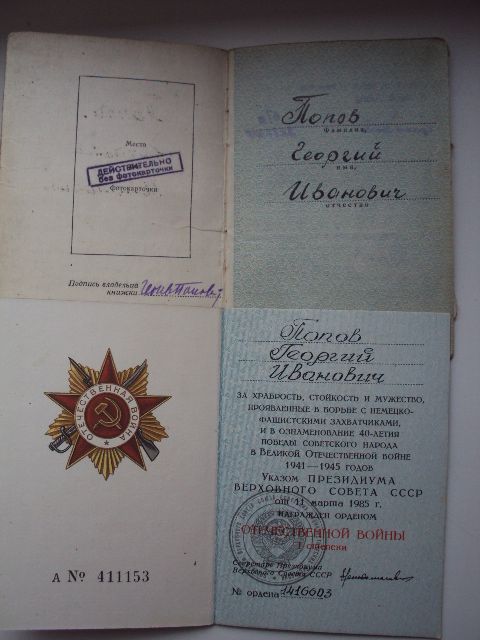 Место
ДЕЙСТВИТЕЛЬНО
без фотокарточки
фотокарточки
Подпись владельца
книжки
Попов
Фамилия
Георгий
имя,
Иванович
отчество
ОТЕЧЕСТВЕННАЯ ВОЙНА
А № 411153
Попов
Георгий
Иванович
ЗА ХРАБРОСТЬ, СТОЙКОСТЬ И МУЖЕСТВО,
ПРОЯВЛЕННЫЕ В БОРЬБЕ С НЕМЕЦКО-
ФАШИСТСКИМИ ЗАХВАТЧИКАМИ,
И В ОЗНАМЕНОВАНИЕ 40-ЛЕТИЯ
ПОБЕДЫ СОВЕТСКОГО НАРОДА
В ВЕЛИКОЙ ОТЕЧЕСТВЕННОЙ ВОЙНЕ
1941—1945 ГОДОВ
УКАЗОМ ПРЕЗИДИУМА
ВЕРХОВНОГО СОВЕТА СССР
от 11 марта 1985 г.
НАГРАЖДЕН ОРДЕНОМ
ОТЕЧЕСТВЕННОЙ ВОЙНЫ
I степени
Секретарь Президиума
Верховного Совета СССР
№ ордена 1416603